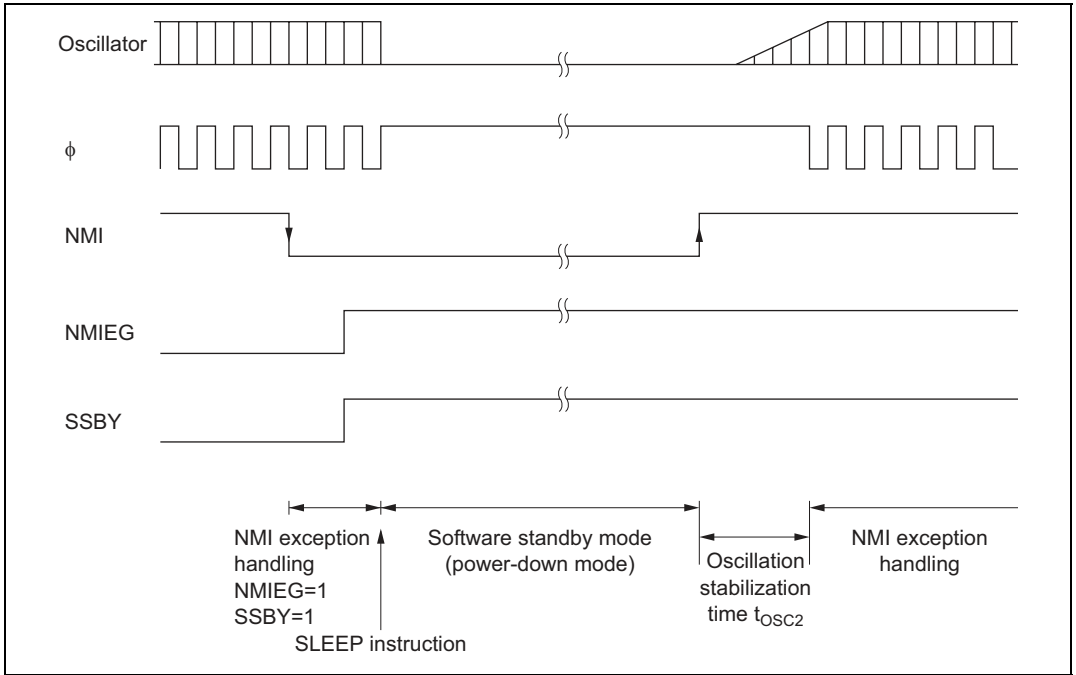 Oscillator
ϕ
NMI
NMIEG
SSBY
NMI exception
handling
NMIEG=1
SSBY=1
SLEEP instruction
Software standby mode
(power-down mode)
Oscillation
stabilization
time tOSC2
NMI exception
handling